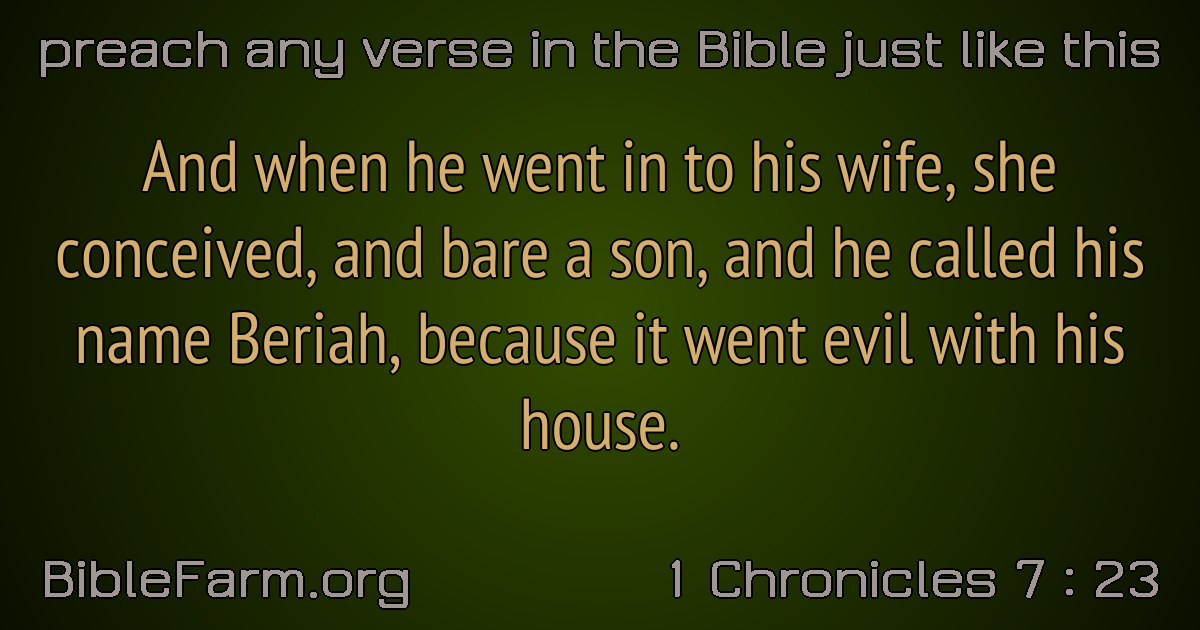 preach any verse in the Bible just like this
And when he went in to his wife, she
conceived, and bare a son, and he called his
name Beriah, because it went evil with his
house.
BibleFarm.org
1 Chronicles 7 : 23